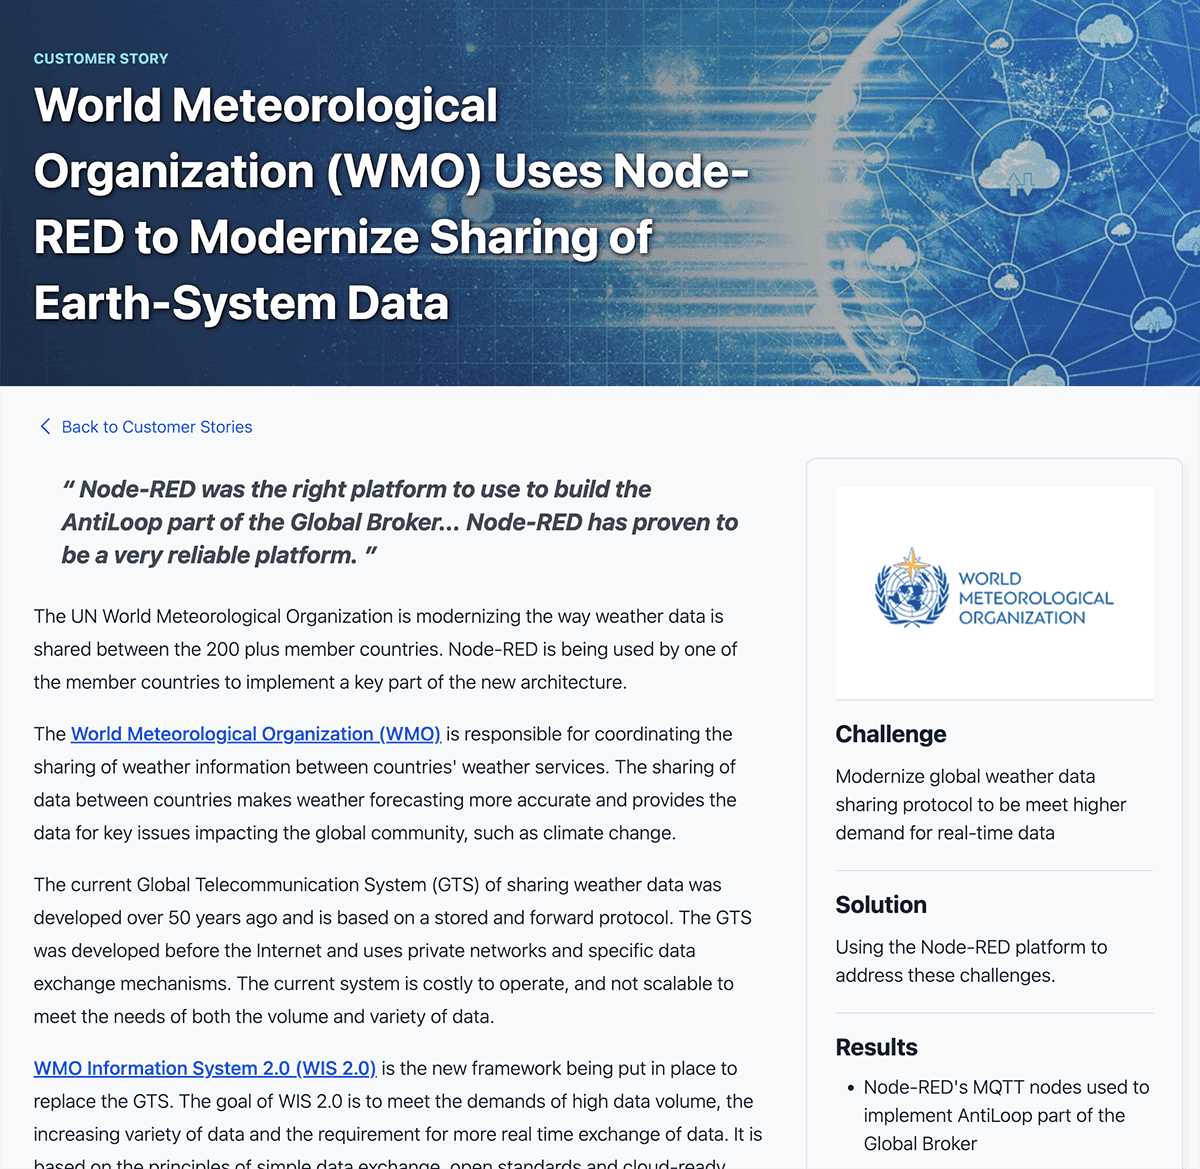 CUSTOMER STORY
World Meteorological
Organization (WMO) Uses Node-
RED to Modernize Sharing of
Earth-System Data
Back to Customer Stories
“ Node-RED was the right platform to use to build the
AntiLoop part of the Global Broker... Node-RED has proven to
be a very reliable platform. ”
The UN World Meteorological Organization is modernizing the way weather data is
shared between the 200 plus member countries. Node-RED is being used by one of
the member countries to implement a key part of the new architecture.
The World Meteorological Organization (WMO) is responsible for coordinating the
sharing of weather information between countries' weather services. The sharing of
data between countries makes weather forecasting more accurate and provides the
data for key issues impacting the global community, such as climate change.
The current Global Telecommunication System (GTS) of sharing weather data was
developed over 50 years ago and is based on a stored and forward protocol. The GTS
was developed before the Internet and uses private networks and specific data
exchange mechanisms. The current system is costly to operate, and not scalable to
meet the needs of both the volume and variety of data.
WMO Information System 2.0 (WIS 2.0) is the new framework being put in place to
replace the GTS. The goal of WIS 2.0 is to meet the demands of high data volume, the
increasing variety of data and the requirement for more real time exchange of data. It is
based on the principles of simple data exchange, open standards and cloud-ready
WORLD
METEOROLOGICAL
ORGANIZATION
Challenge
Modernize global weather data
sharing protocol to be meet higher
demand for real-time data
Solution
Using the Node-RED platform to
address these challenges.
Results
• Node-RED's MQTT nodes used to
implement AntiLoop part of the
Global Broker